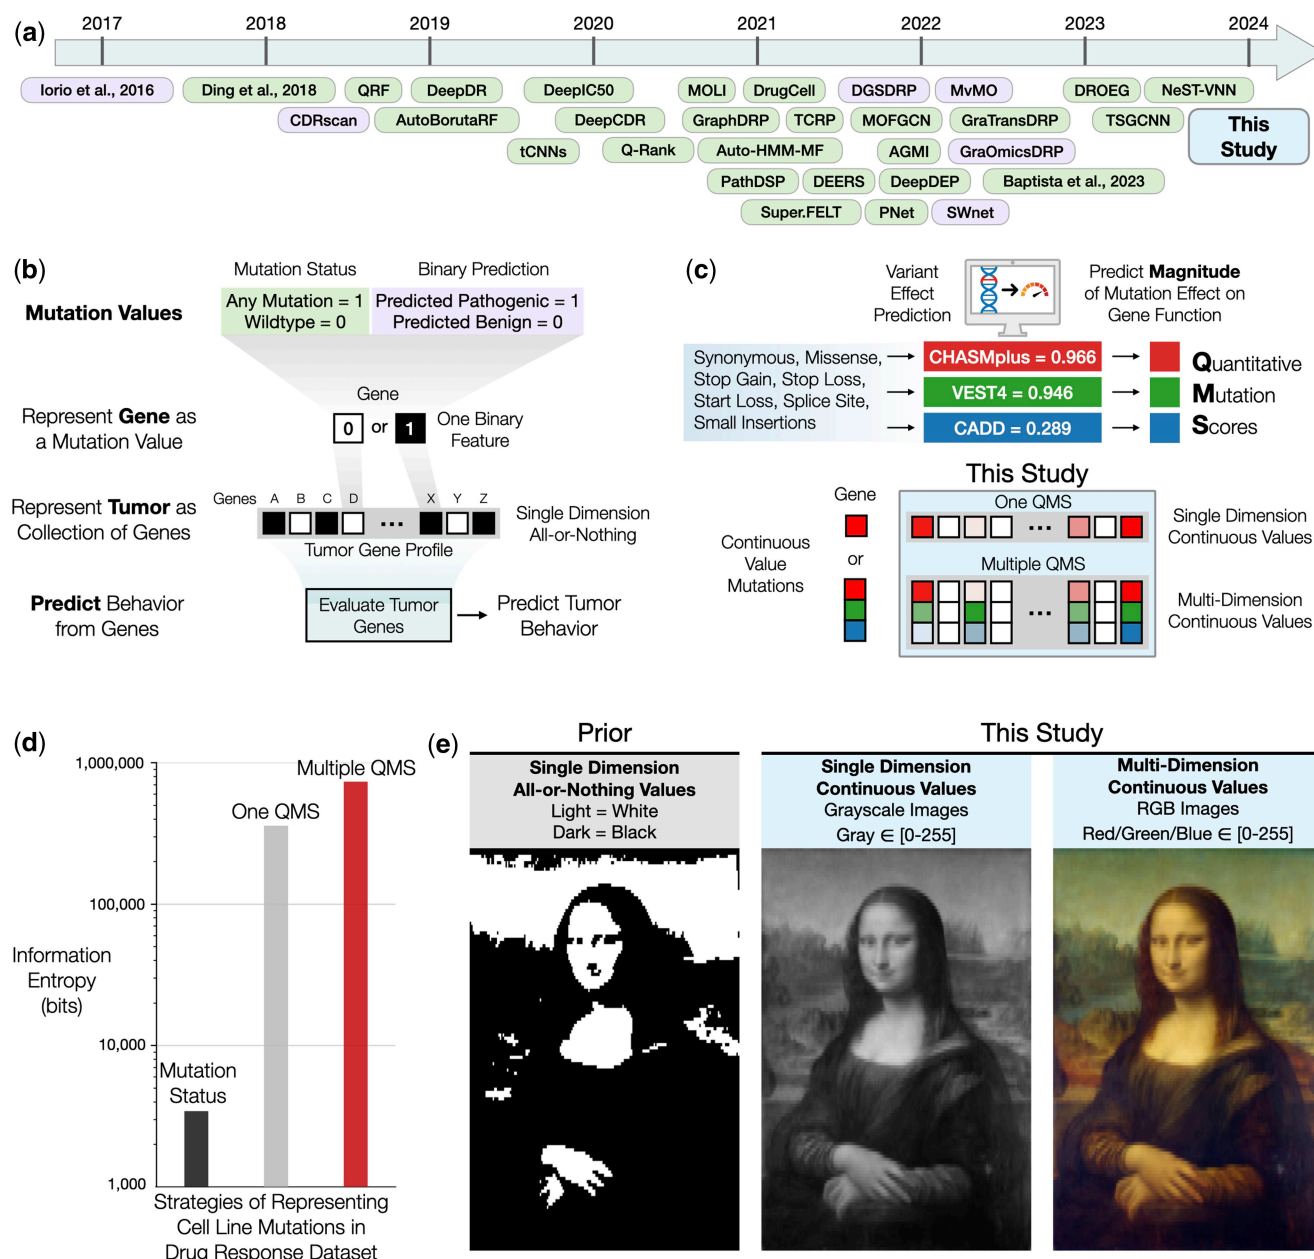 (a)
2017 2018 2019 2020 2021 2022 2023 2024
Iorio et al., 2016 Ding et al., 2018 QRF DeepDR DeepIC50 MOLI DrugCell DGSDRP MvMO DROEG NeST-VNN
CDRscan AutoBorutaRF DeepCDR GraphDRP TCRP MOFGCN GraTransDRP TSGCNN
This
Study
tCNNs Q-Rank Auto-HMM-MF AGMI GraOmicsDRP
PathDSP DEERS DeepDEP Baptista et al., 2023
Super.FELT PNet SWnet
(b)
Mutation Status Binary Prediction
Mutation Values
Any Mutation = 1
Wildtype = 0
Predicted Pathogenic = 1
Predicted Benign = 0
Gene
Represent Gene as
a Mutation Value
0 or 1
One Binary
Feature
Represent Tumor as
Collection of Genes
Genes A B C D X Y Z
...
Tumor Gene Profile
Single Dimension
All-or-Nothing
Predict Behavior
from Genes
Evaluate Tumor
Genes
Predict Tumor
Behavior
(c)
Variant
Effect
Prediction
Predict Magnitude
of Mutation Effect on
Gene Function
Synonymous, Missense,
Stop Gain, Stop Loss,
Start Loss, Splice Site,
Small Insertions
CHASMplus = 0.966
VEST4 = 0.946
CADD = 0.289
Quantitative
Mutation
Scores
This Study
Gene
or
Continuous
Value
Mutations
One QMS
...
Single Dimension
Continuous Values
Multiple QMS
...
Multi-Dimension
Continuous Values
(d)
1,000,000
100,000
10,000
1,000
Information
Entropy
(bits)
Multiple QMS
One QMS
Mutation
Status
Strategies of Representing
Cell Line Mutations in
Drug Response Dataset
(e)
Prior
This Study
Single Dimension
All-or-Nothing Values
Light = White
Dark = Black
Single Dimension
Continuous Values
Grayscale Images
Gray ∈ [0-255]
Multi-Dimension
Continuous Values
RGB Images
Red/Green/Blue ∈ [0-255]